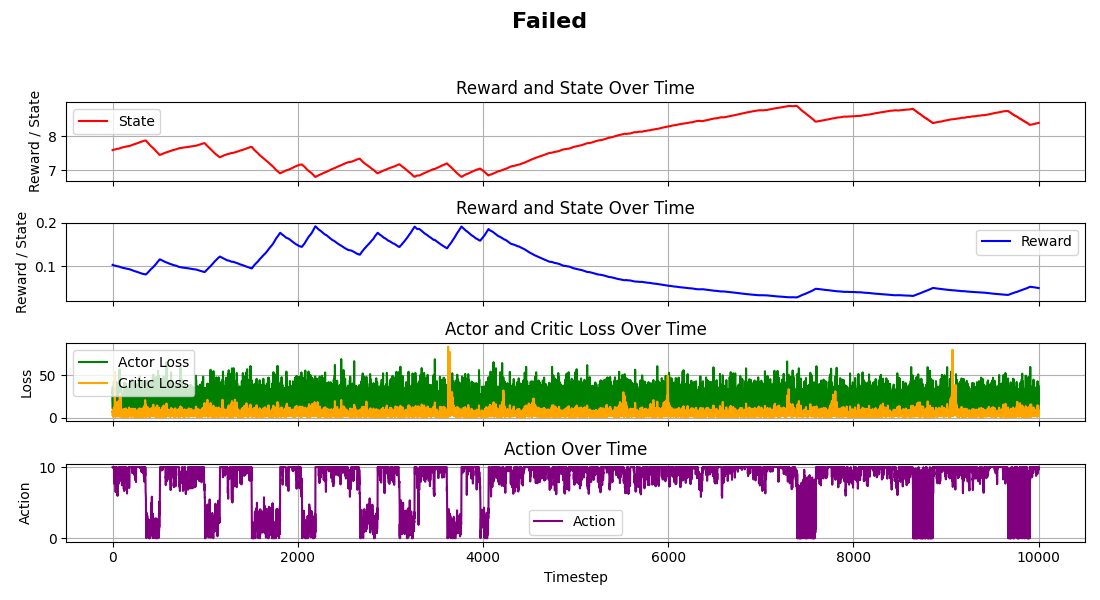 Failed
Reward and State Over Time
Reward / State
8
7
State
Reward and State Over Time
Reward / State
0.2
0.1
Reward
Actor and Critic Loss Over Time
Loss
50
0
Actor Loss
Critic Loss
Action Over Time
Action
10
0
Action
0 2000 4000 6000 8000 10000
Timestep